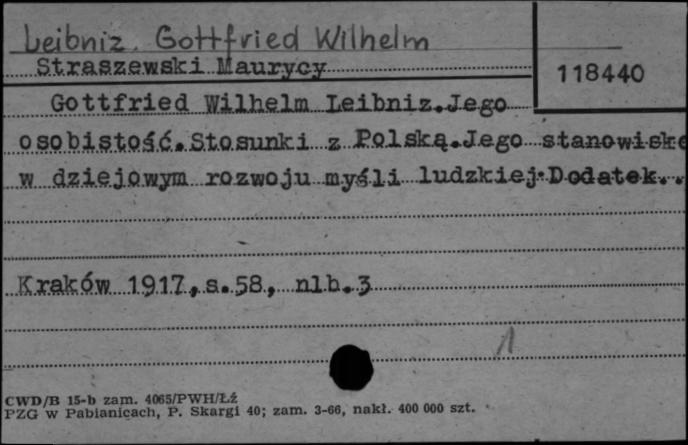 Leibniz, Gottfried Wilhelm
Straszewski Maurycy
118440
Gottfried Wilhelm Leibniz.Jego
osobistość.Stosunki z Polską.Jego stanowisko
w dziejowym rozwoju myśli ludzkiej.Dodatek..
Kraków 1917,s.58, nlb.3
1
CWD/B 15-b zam. 4065/PWH/Łź
PZG w Pabianicach, P. Skargi 40; zam. 3-66, nakł. 400 000 szt.